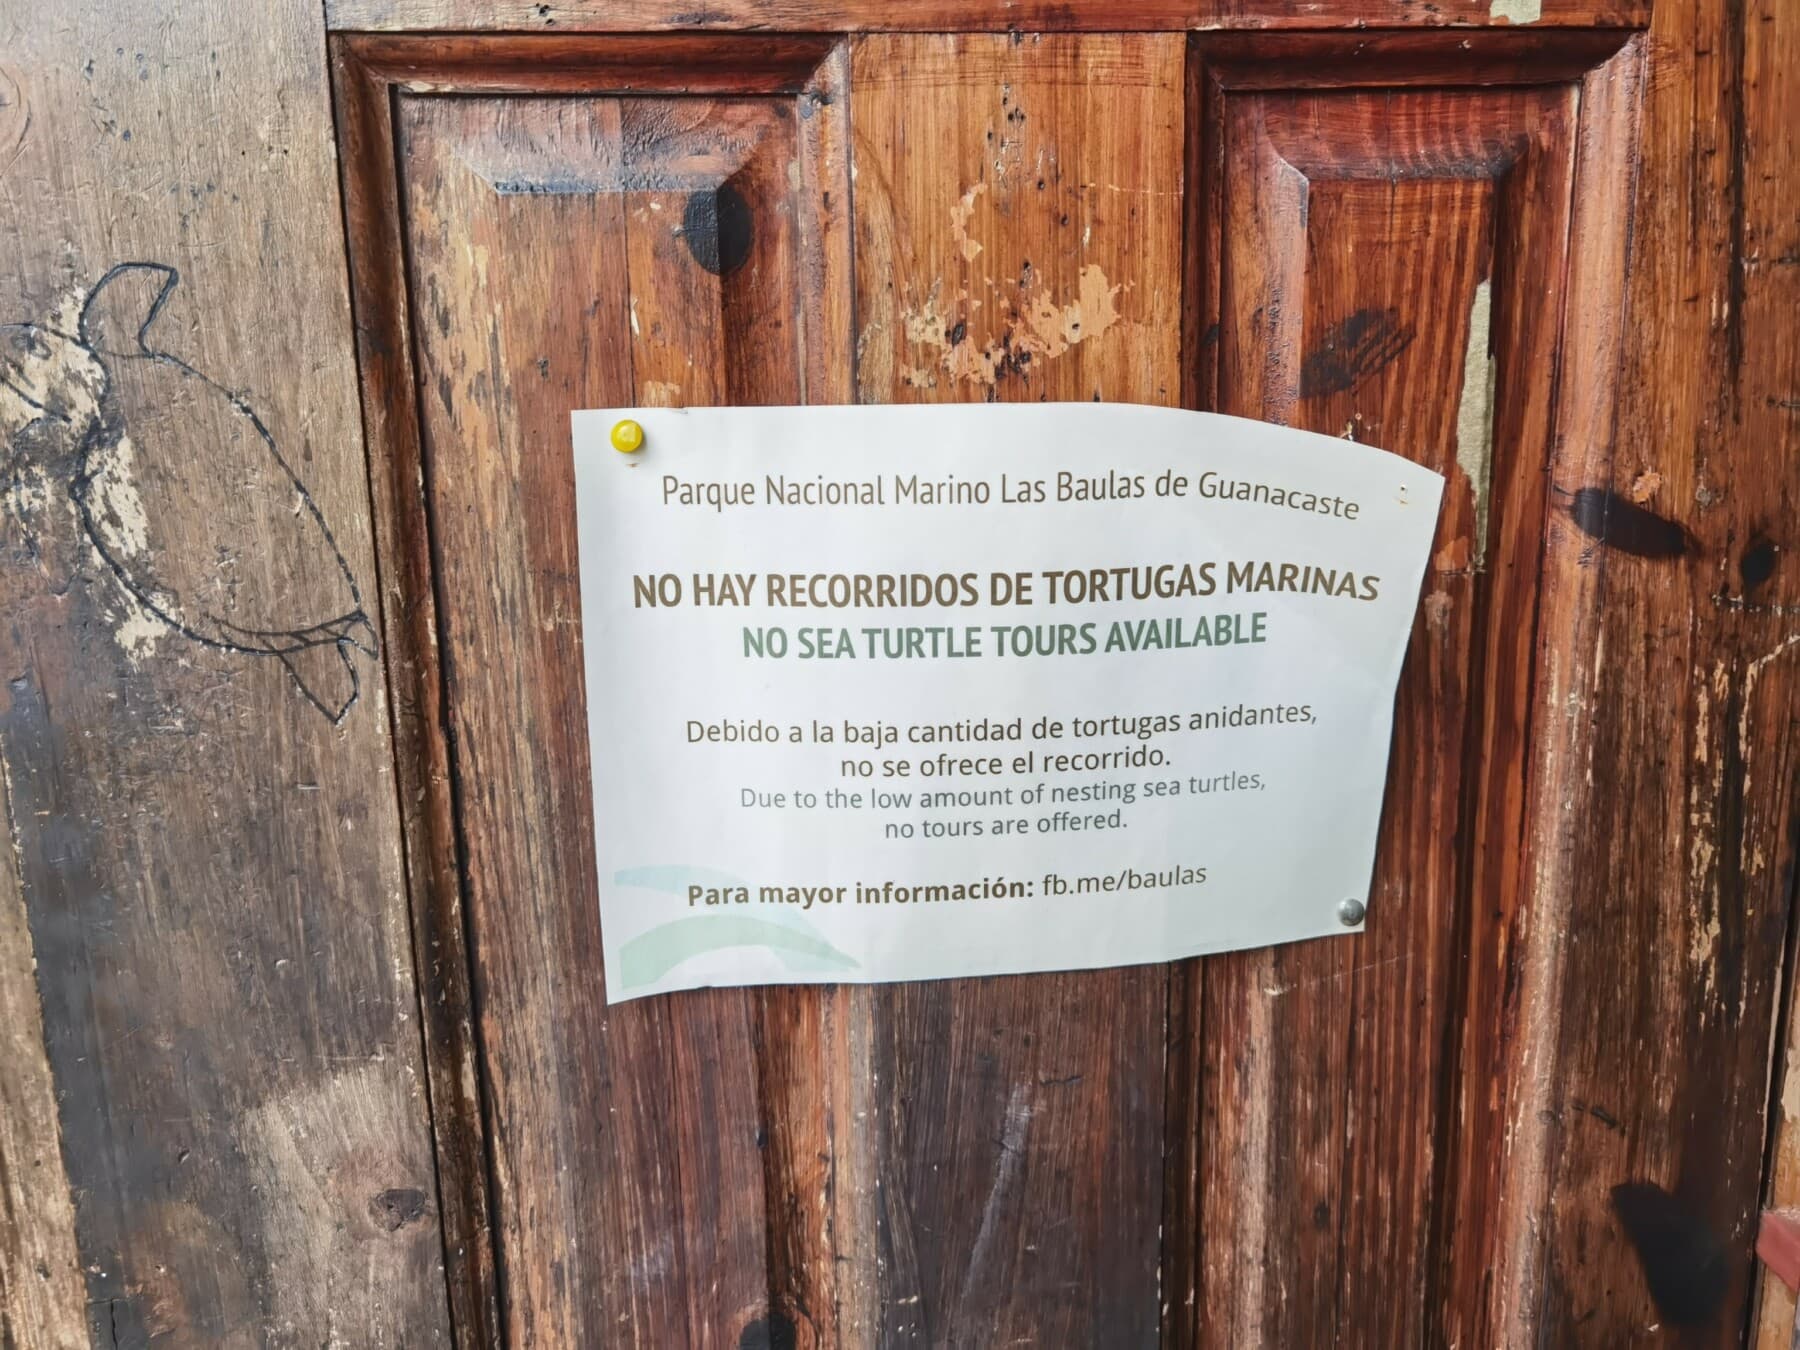 Parque Nacional Marino Las Baulas de Guanacaste
NO HAY RECORRIDOS DE TORTUGAS MARINAS
NO SEA TURTLE TOURS AVAILABLE
Debido a la baja cantidad de tortugas anidantes,
no se ofrece el recorrido.
Due to the low amount of nesting sea turtles,
no tours are offered.
Para mayor información: fb.me/baulas